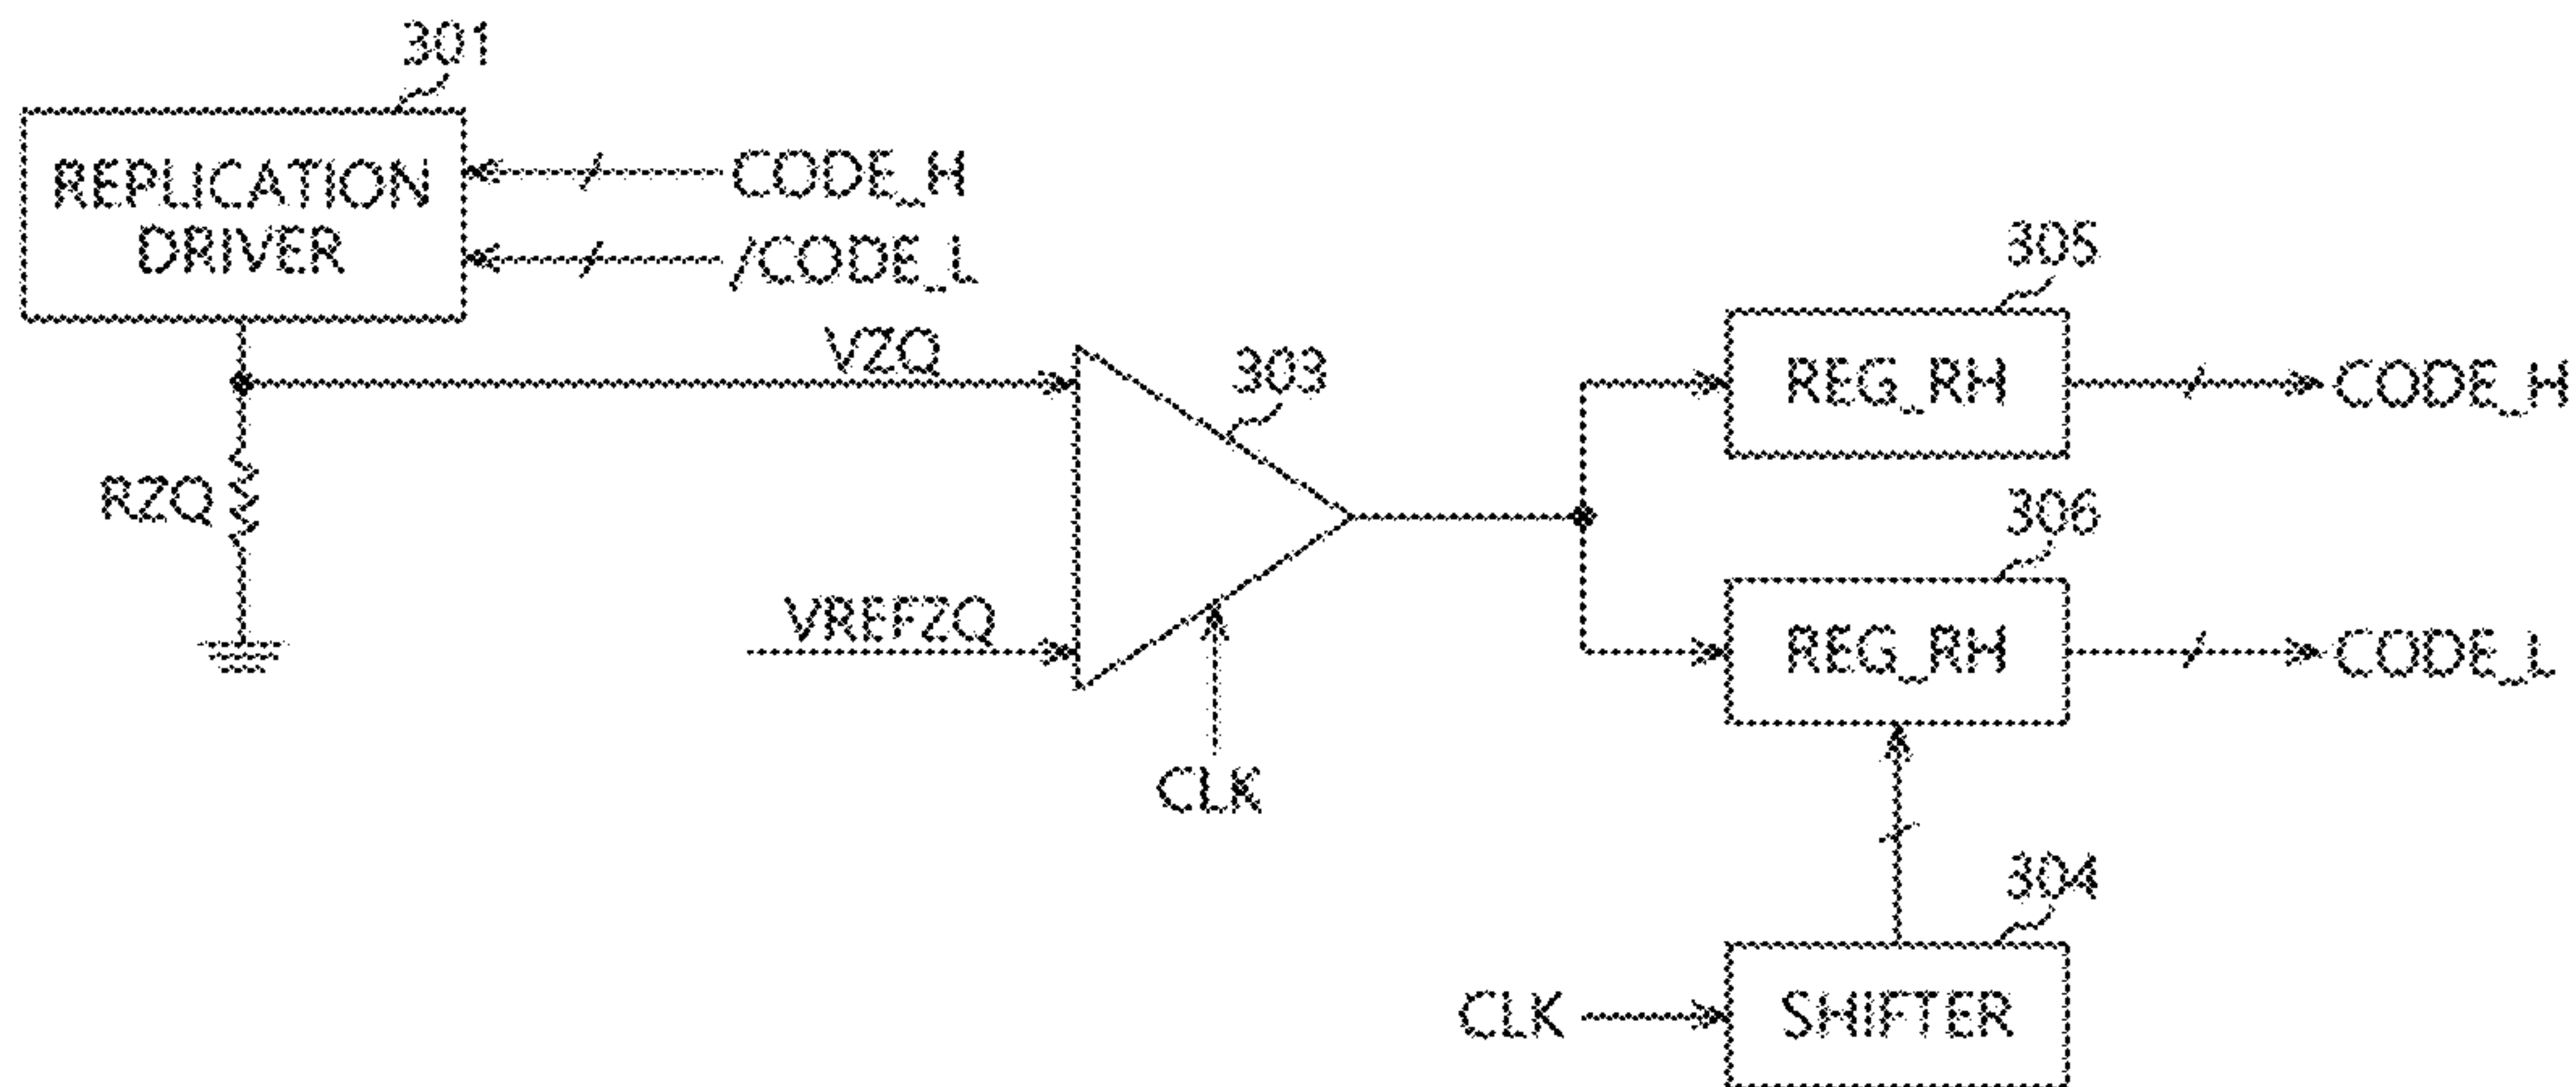 301
REPLICATION
DRIVER
CODE_H
/CODE_L
VZQ
303
RZQ
VREFZQ
CLK
305
REG_RH
CODE_H
306
REG_RH
CODE_L
304
CLK
SHIFTER